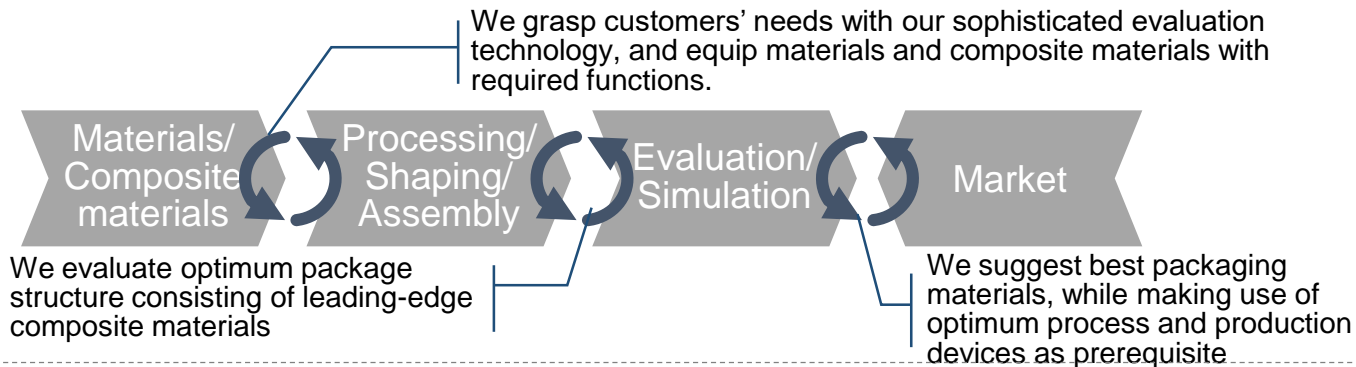 We grasp customers’ needs with our sophisticated evaluation
technology, and equip materials and composite materials with
required functions.
Materials/
Composite
materials
Processing/
Shaping/
Assembly
Evaluation/
Simulation
Market
We evaluate optimum package
structure consisting of leading-edge
composite materials
We suggest best packaging
materials, while making use of
optimum process and production
devices as prerequisite